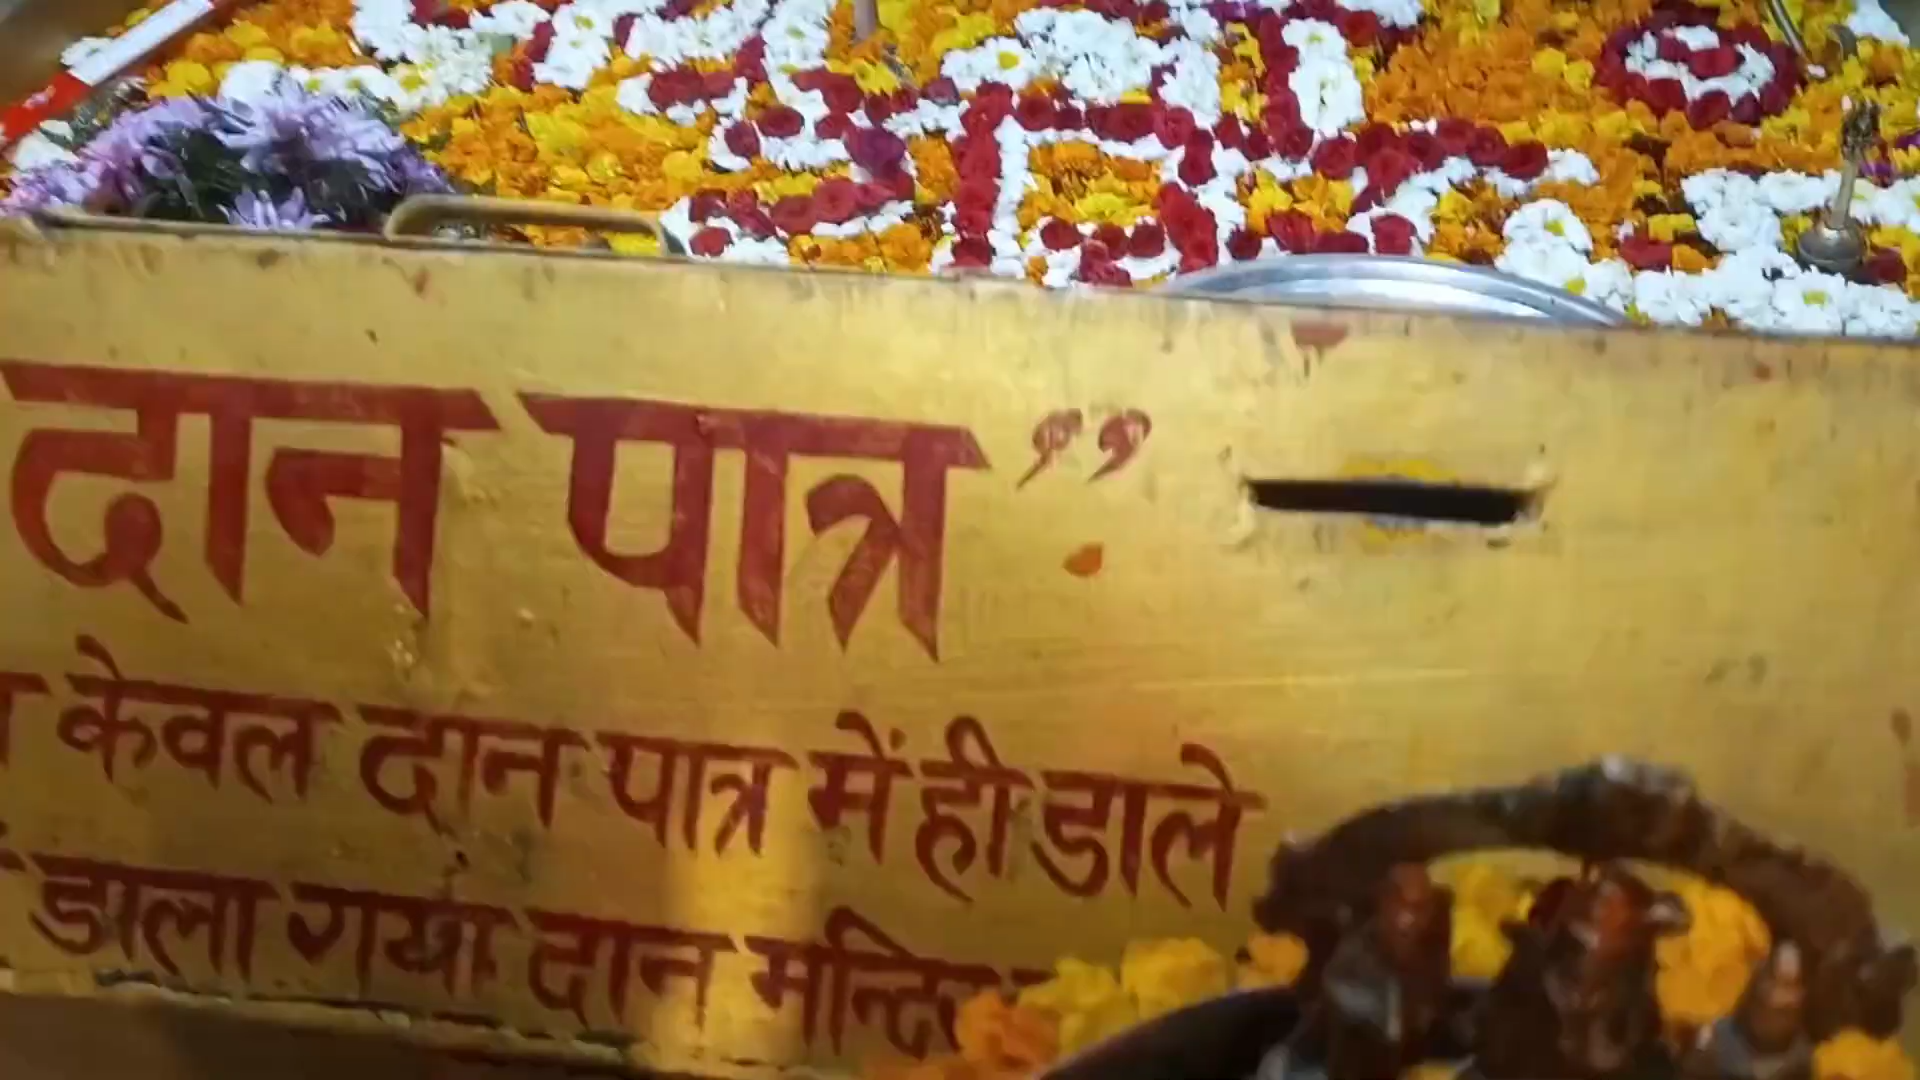 दान पात्र ”
केवल दान पात्र में ही डाले
डाला गया दान मन्दिर